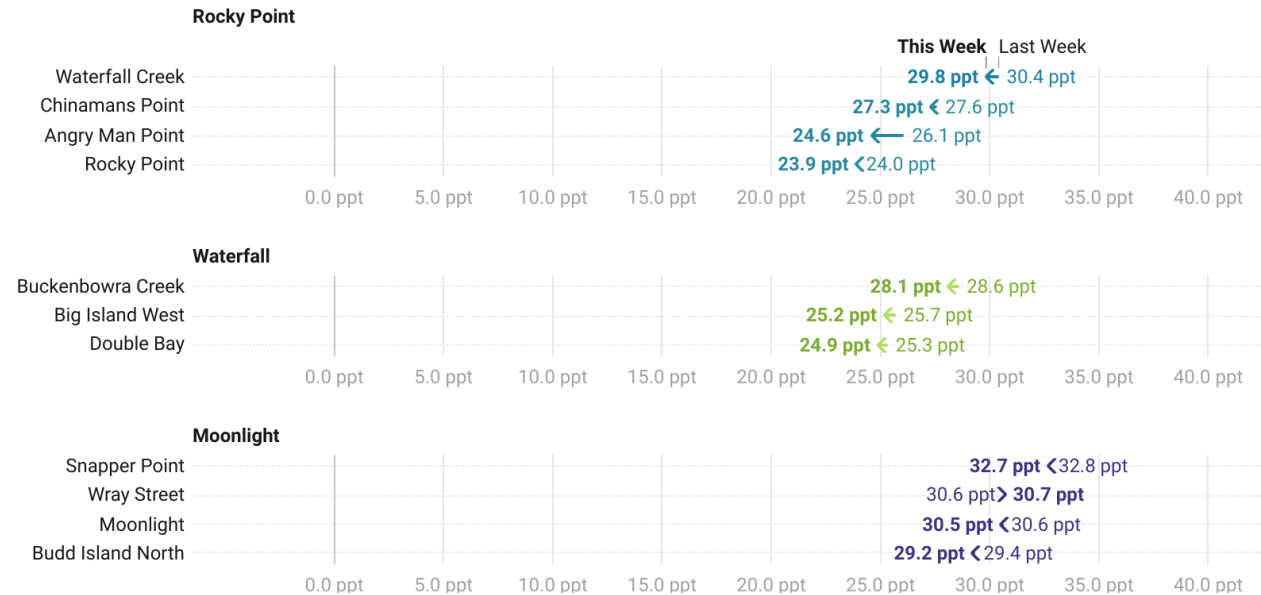 Rocky Point
This Week Last Week
Waterfall Creek 29.8 ppt 30.4 ppt
Chinamans Point 27.3 ppt 27.6 ppt
Angry Man Point 24.6 ppt 26.1 ppt
Rocky Point 23.9 ppt 24.0 ppt
0.0 ppt 5.0 ppt 10.0 ppt 15.0 ppt 20.0 ppt 25.0 ppt 30.0 ppt 35.0 ppt 40.0 ppt
Waterfall
Buckenbowra Creek 28.1 ppt 28.6 ppt
Big Island West 25.2 ppt 25.7 ppt
Double Bay 24.9 ppt 25.3 ppt
0.0 ppt 5.0 ppt 10.0 ppt 15.0 ppt 20.0 ppt 25.0 ppt 30.0 ppt 35.0 ppt 40.0 ppt
Moonlight
Snapper Point 32.7 ppt 32.8 ppt
Wray Street 30.6 ppt 30.7 ppt
Moonlight 30.5 ppt 30.6 ppt
Budd Island North 29.2 ppt 29.4 ppt
0.0 ppt 5.0 ppt 10.0 ppt 15.0 ppt 20.0 ppt 25.0 ppt 30.0 ppt 35.0 ppt 40.0 ppt